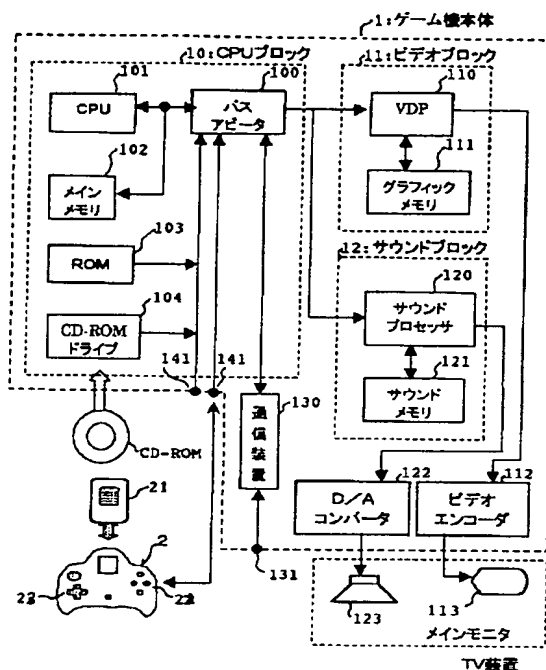 1:ゲーム機本体
10:CPUブロック
101
CPU
100
バス
アビータ
102
メイン
メモリ
103
ROM
104
CD-ROM
ドライブ
141
141
CD-ROM
21
2
22
11:ビデオブロック
110
VDP
111
グラフィック
メモリ
12:サウンドブロック
120
サウンド
プロセッサ
121
サウンド
メモリ
130
通信装置
131
122
D/A
コンバータ
112
ビデオ
エンコーダ
123
113
メインモニタ
TV装置